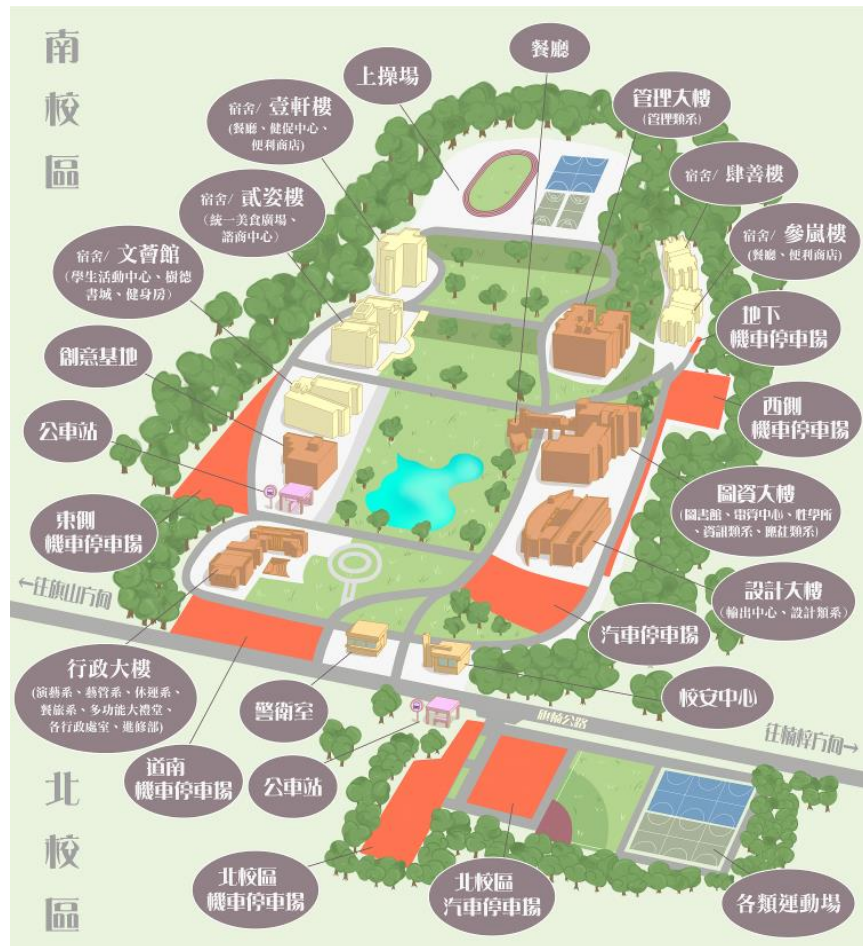 南
校
區
餐廳
上操場
管理大樓
(管理類系)
宿舍/ 壹軒樓
(餐廳、健促中心、
便利商店)
宿舍/ 肆善樓
宿舍/ 貳姿樓
(統一美食廣場、
諮商中心)
宿舍/ 參嵐樓
(餐廳、便利商店)
宿舍/ 文薈館
(學生活動中心、樹德
書城、健身房)
地下
機車停車場
創意基地
西側
機車停車場
公車站
圖資大樓
(圖書館、電算中心、性學所
、資訊類系、應社類系)
東側
機車停車場
設計大樓
(輸出中心、設計類系)
←往旗山方向
汽車停車場
行政大樓
(演藝系、藝管系、休運系、
餐旅系、多功能大禮堂、
各行政處室、進修部)
警衛室
校安中心
旗楠公路
往楠梓方向→
道南
機車停車場
公車站
北
校
區
北校區
機車停車場
北校區
汽車停車場
各類運動場